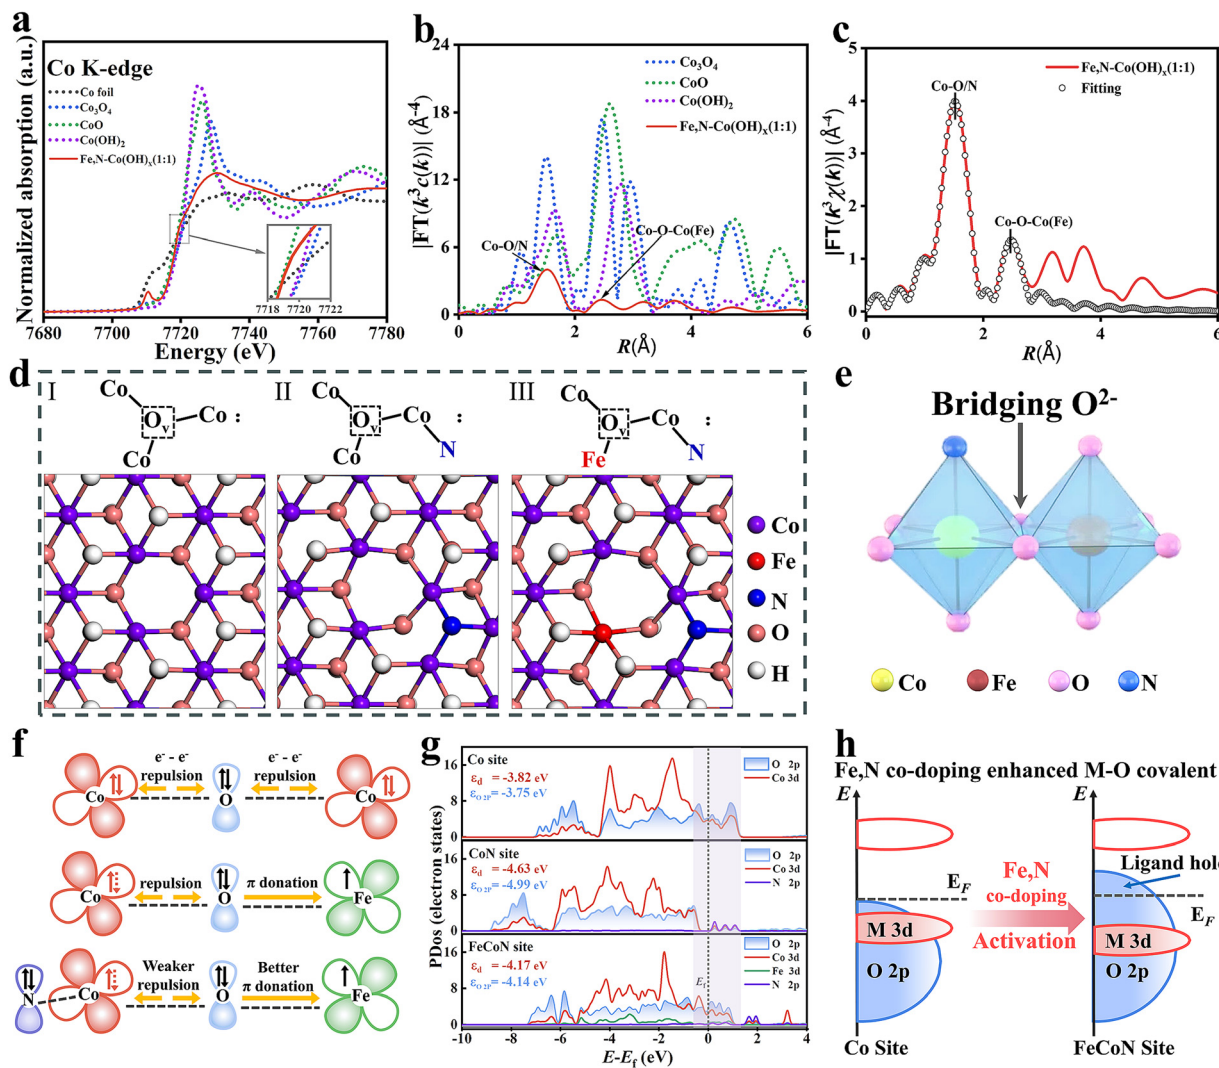 a
Normalized absorption (a.u.)
Co K-edge
Co foil
Co₃O₄
CoO
Co(OH)₂
Fe,N-Co(OH)ₓ(1:1)
7718 7720 7722
7680 7700 7720 7740 7760 7780
Energy (eV)
b
|FT(k³c(k))| (Å⁻⁴)
24
18
12
6
0
Co₃O₄
CoO
Co(OH)₂
Fe,N-Co(OH)ₓ(1:1)
Co-O/N
Co-O-Co(Fe)
0 2 4 6
R(Å)
c
|FT(k³χ(k))| (Å⁻⁴)
5
4
3
2
1
0
Fe,N-Co(OH)ₓ(1:1)
Fitting
Co-O/N
Co-O-Co(Fe)
0 2 4 6
R(Å)
d
I
Co
Oᵥ Co :
Co
II
Co
Oᵥ Co :
Co N
III
Co
Oᵥ Co :
Fe N
Co
Fe
N
O
H
e
Bridging O²⁻
Co Fe O N
f
e⁻ - e⁻ repulsion
e⁻ - e⁻ repulsion
Co O Co
repulsion
π donation
Co O Fe
Weaker repulsion
Better π donation
N Co O Fe
g
PDos (electron states)
Co site
εd = -3.82 eV
εO 2P= -3.75 eV
O 2p
Co 3d
16
8
0
CoN site
εd = -4.63 eV
εO 2P= -4.99 eV
O 2p
Co 3d
N 2p
16
8
0
FeCoN site
εd = -4.17 eV
εO 2P= -4.14 eV
Ef
O 2p
Co 3d
Fe 3d
N 2p
16
8
0
-10 -8 -6 -4 -2 0 2 4
E-Ef (eV)
h
Fe,N co-doping enhanced M-O covalent
E
EF
M 3d
O 2p
Co Site
Fe,N
co-doping
Activation
E
Ligand hole
EF
M 3d
O 2p
FeCoN Site